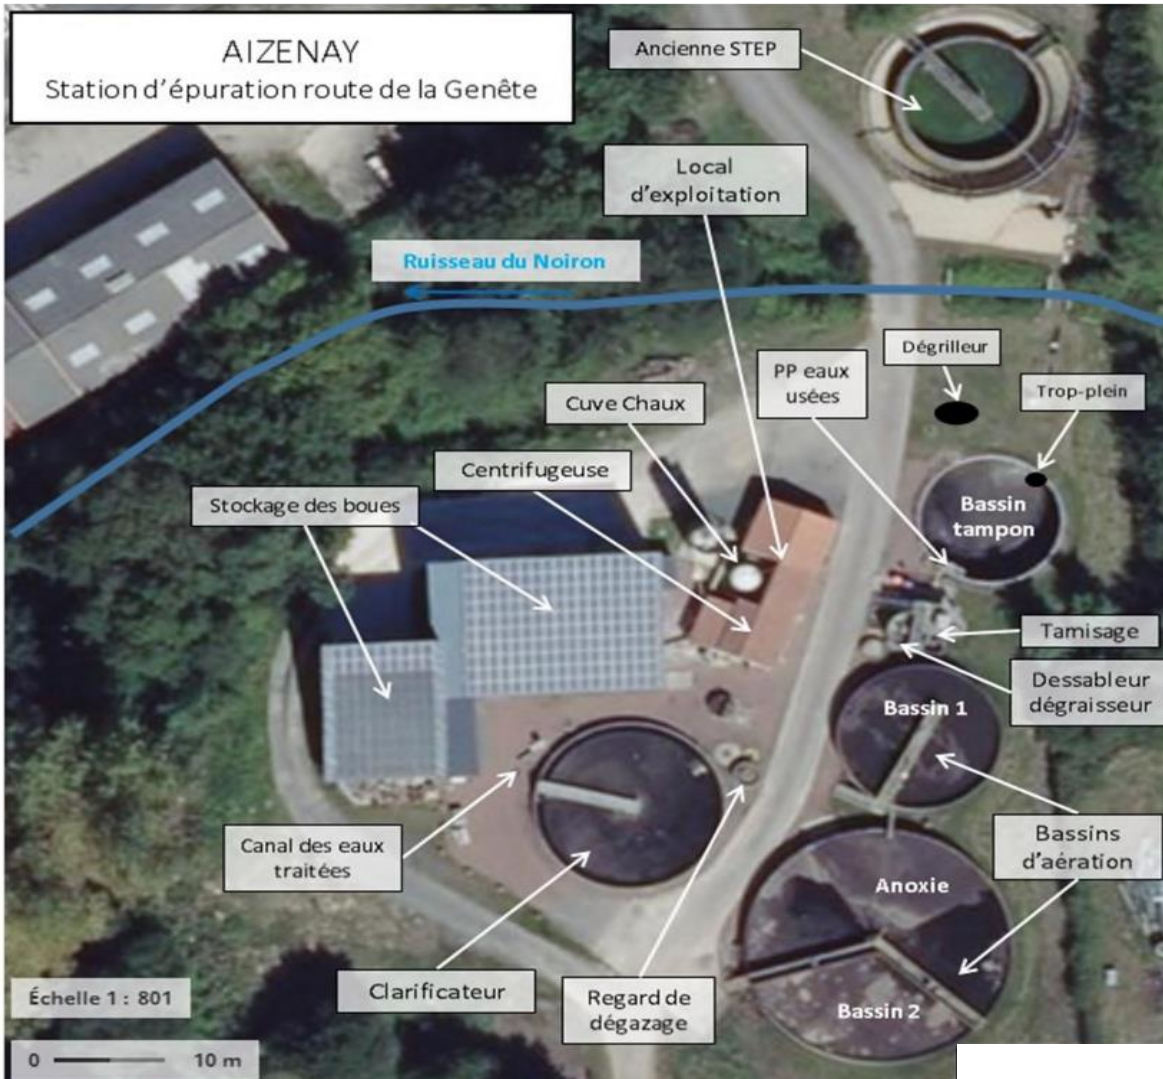 AIZENAY
Station d'épuration route de la Genête
Ancienne STEP
Local
d'exploitation
Ruisseau du Noiron
Dégrilleur
PP eaux
usées
Trop-plein
Cuve Chaux
Centrifugeuse
Stockage des boues
Bassin
tampon
Tamisage
Dessableur
dégraisseur
Bassin 1
Canal des eaux
traitées
Bassins
d'aération
Anoxie
Clarificateur
Regard de
dégazage
Bassin 2
Échelle 1 : 801
0 10 m